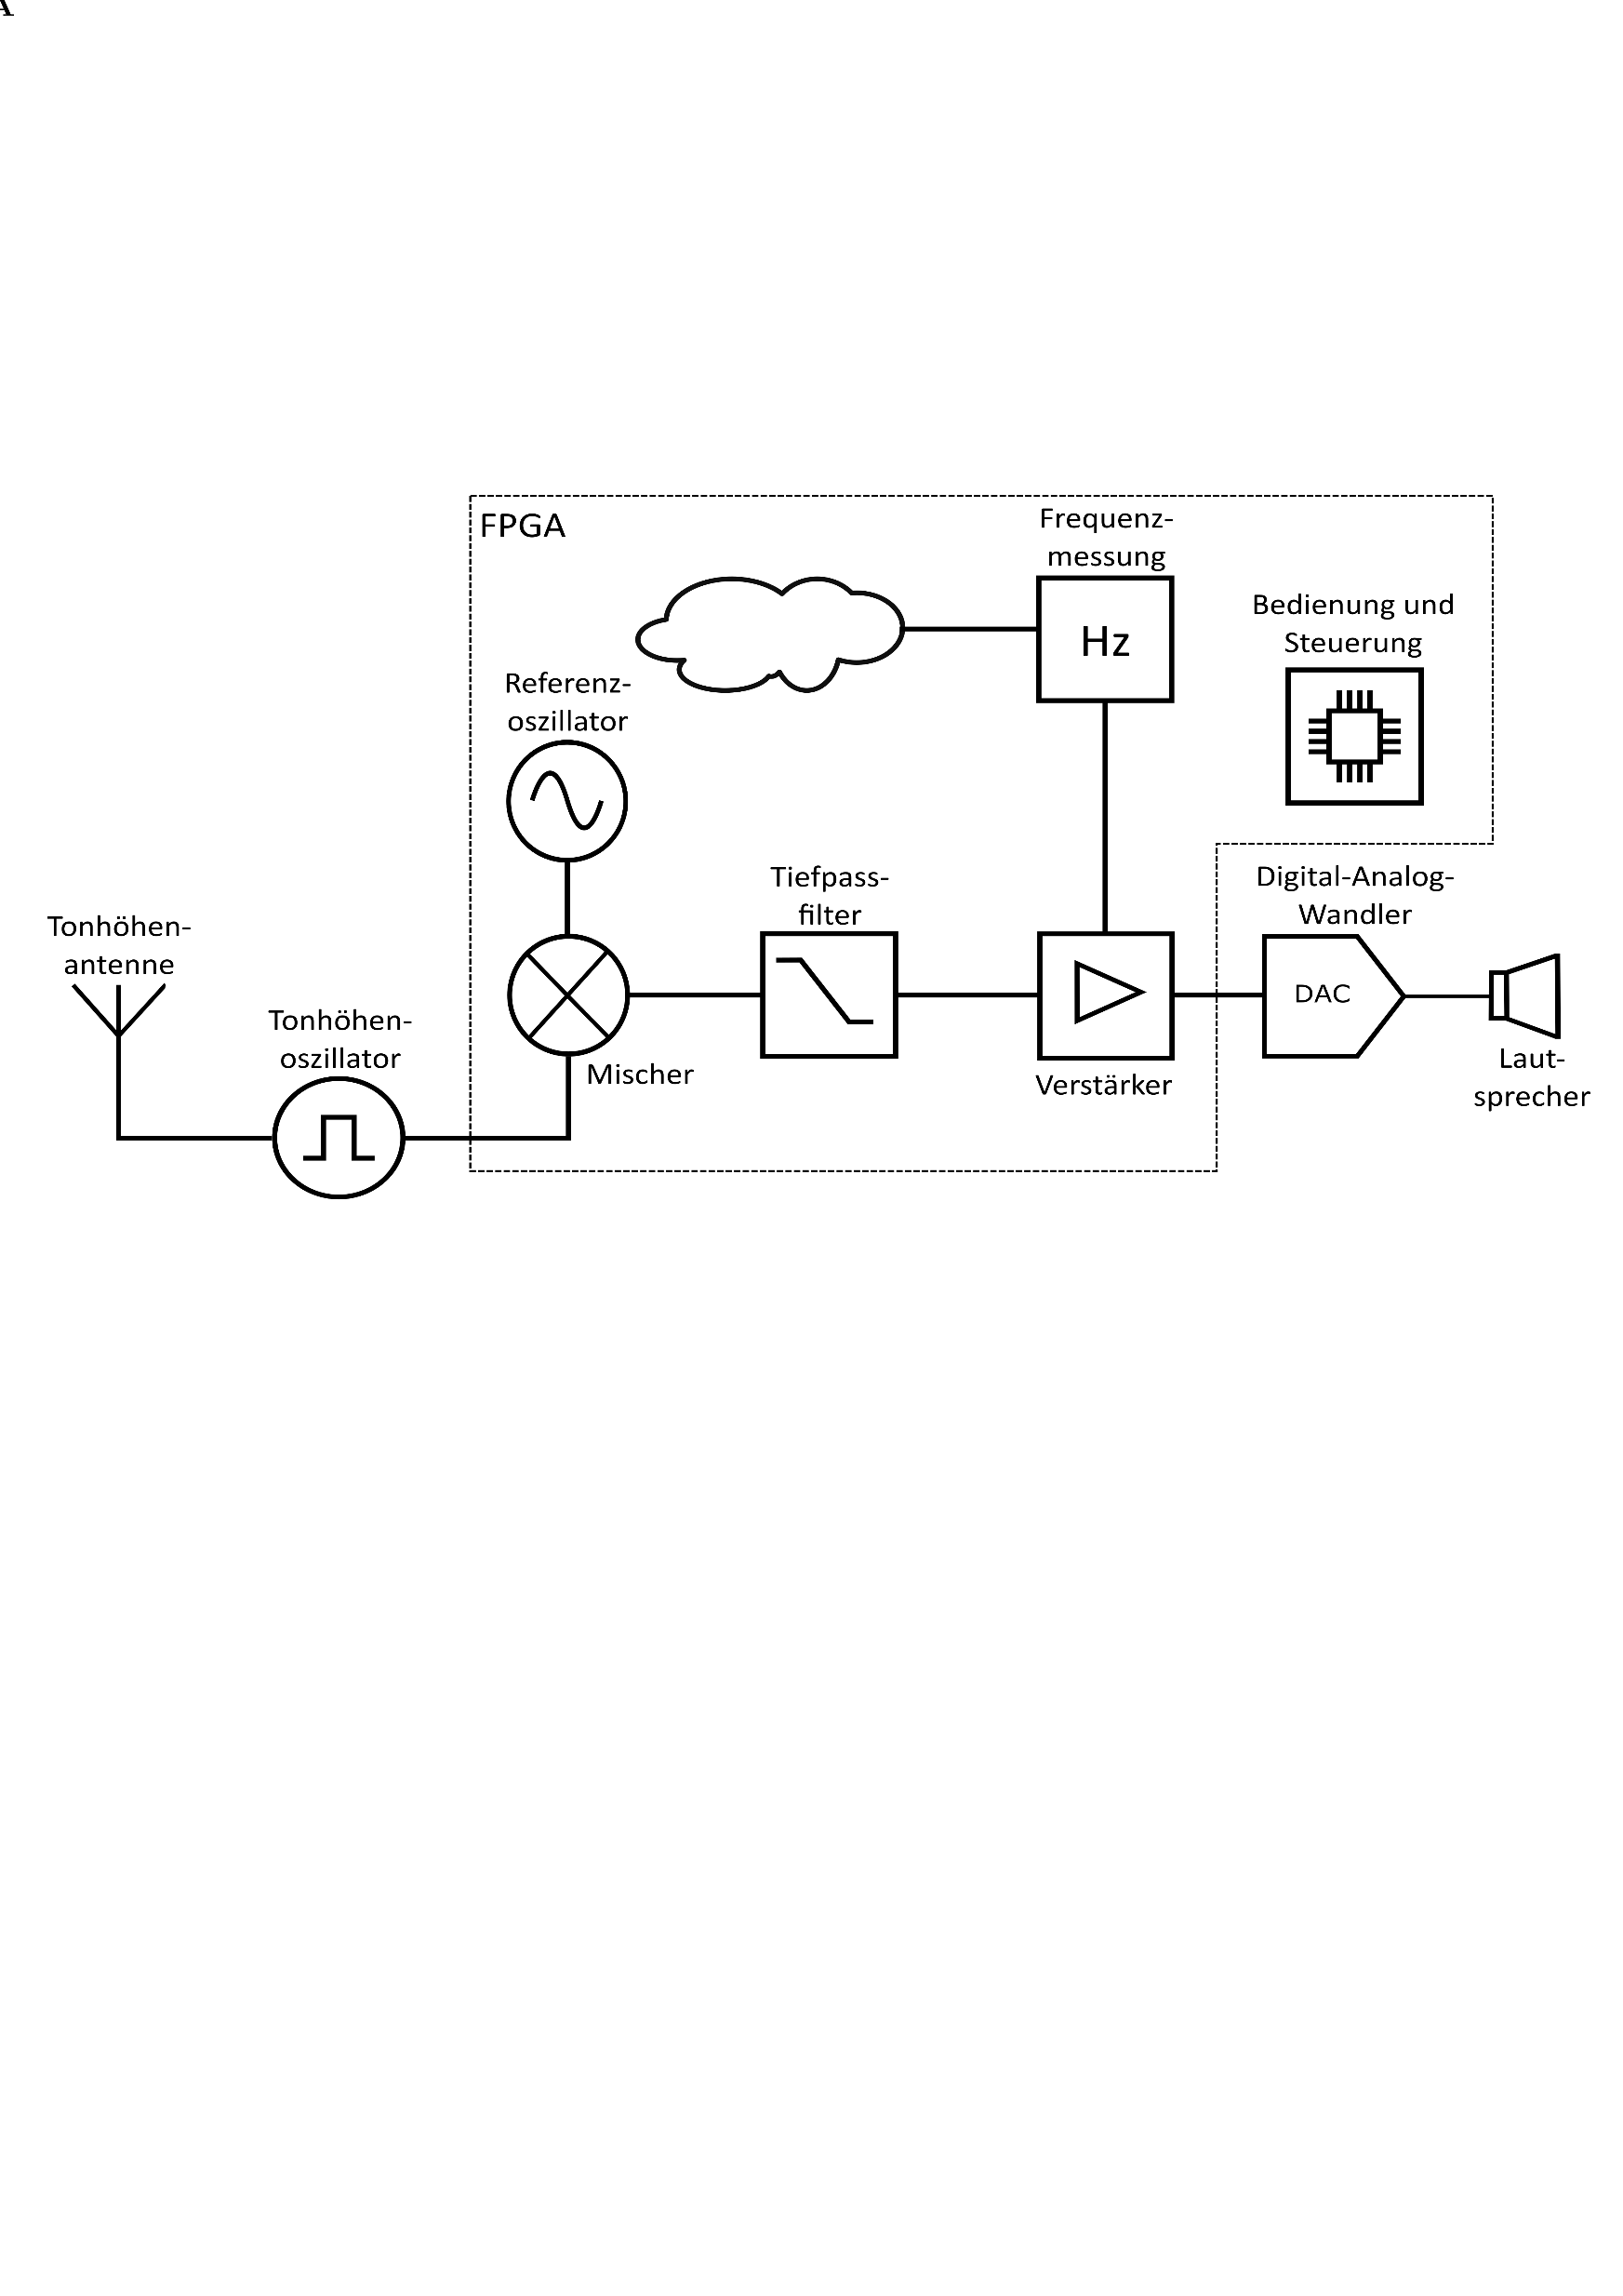 A
FPGA
Frequenz-
messung
Hz
Bedienung und
Steuerung
Referenz-
oszillator
Tiefpass-
filter
Digital-Analog-
Wandler
Tonhöhen-
antenne
DAC
Tonhöhen-
oszillator
Mischer
Verstärker
Laut-
sprecher